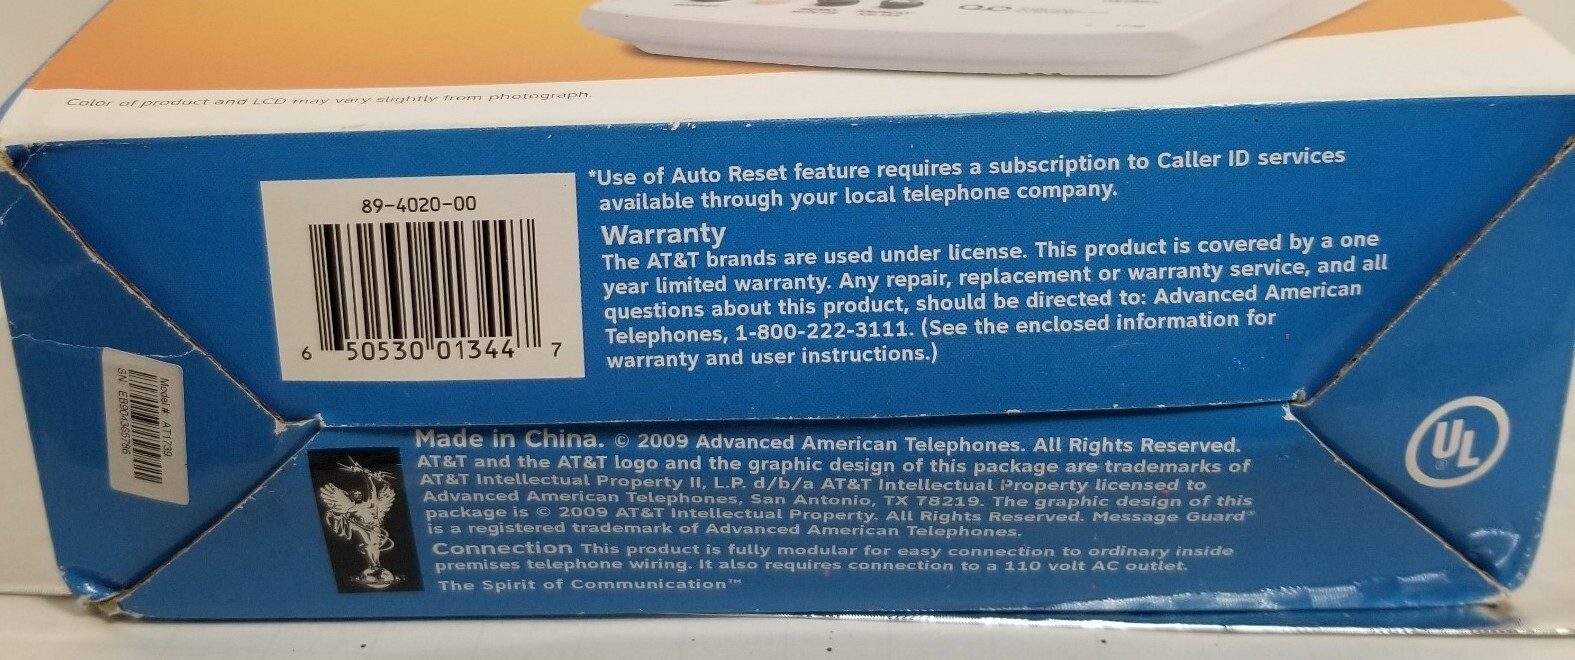 Color of product and LCD may vary slightly from photograph.
89-4020-00
6 50530 01344 7
*Use of Auto Reset feature requires a subscription to Caller ID services
available through your local telephone company.
Warranty
The AT&T brands are used under license. This product is covered by a one
year limited warranty. Any repair, replacement or warranty service, and all
questions about this product, should be directed to: Advanced American
Telephones, 1-800-222-3111. (See the enclosed information for
warranty and user instructions.)
Model #: AT1739
SN
Made in China. © 2009 Advanced American Telephones. All Rights Reserved.
AT&T and the AT&T logo and the graphic design of this package are trademarks of
AT&T Intellectual Property II, L.P. d/b/a AT&T Intellectual Property licensed to
Advanced American Telephones, San Antonio, TX 78219. The graphic design of this
package is © 2009 AT&T Intellectual Property. All Rights Reserved. Message Guard®
is a registered trademark of Advanced American Telephones.
Connection This product is fully modular for easy connection to ordinary inside
premises telephone wiring. It also requires connection to a 110 volt AC outlet.
The Spirit of Communication™
UL ®